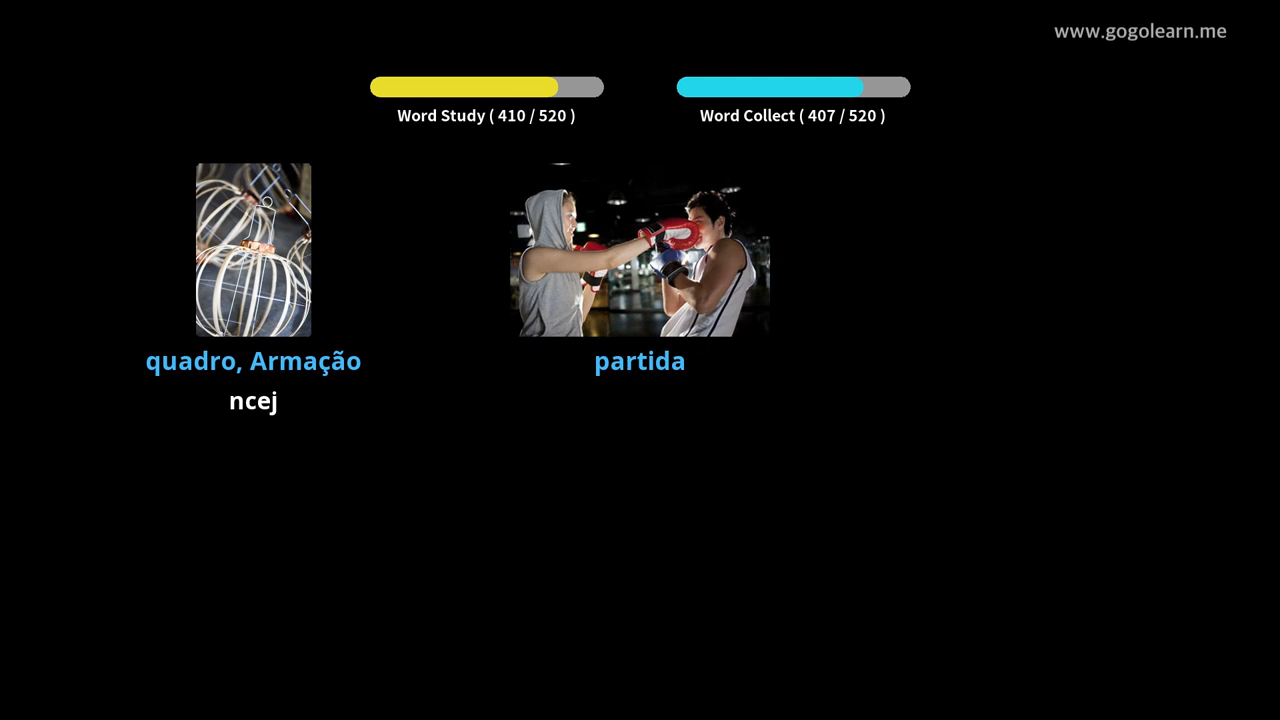 www.gogolearn.me
Word Study ( 410 / 520 )
Word Collect ( 407 / 520 )
quadro, Armação
ncej
partida